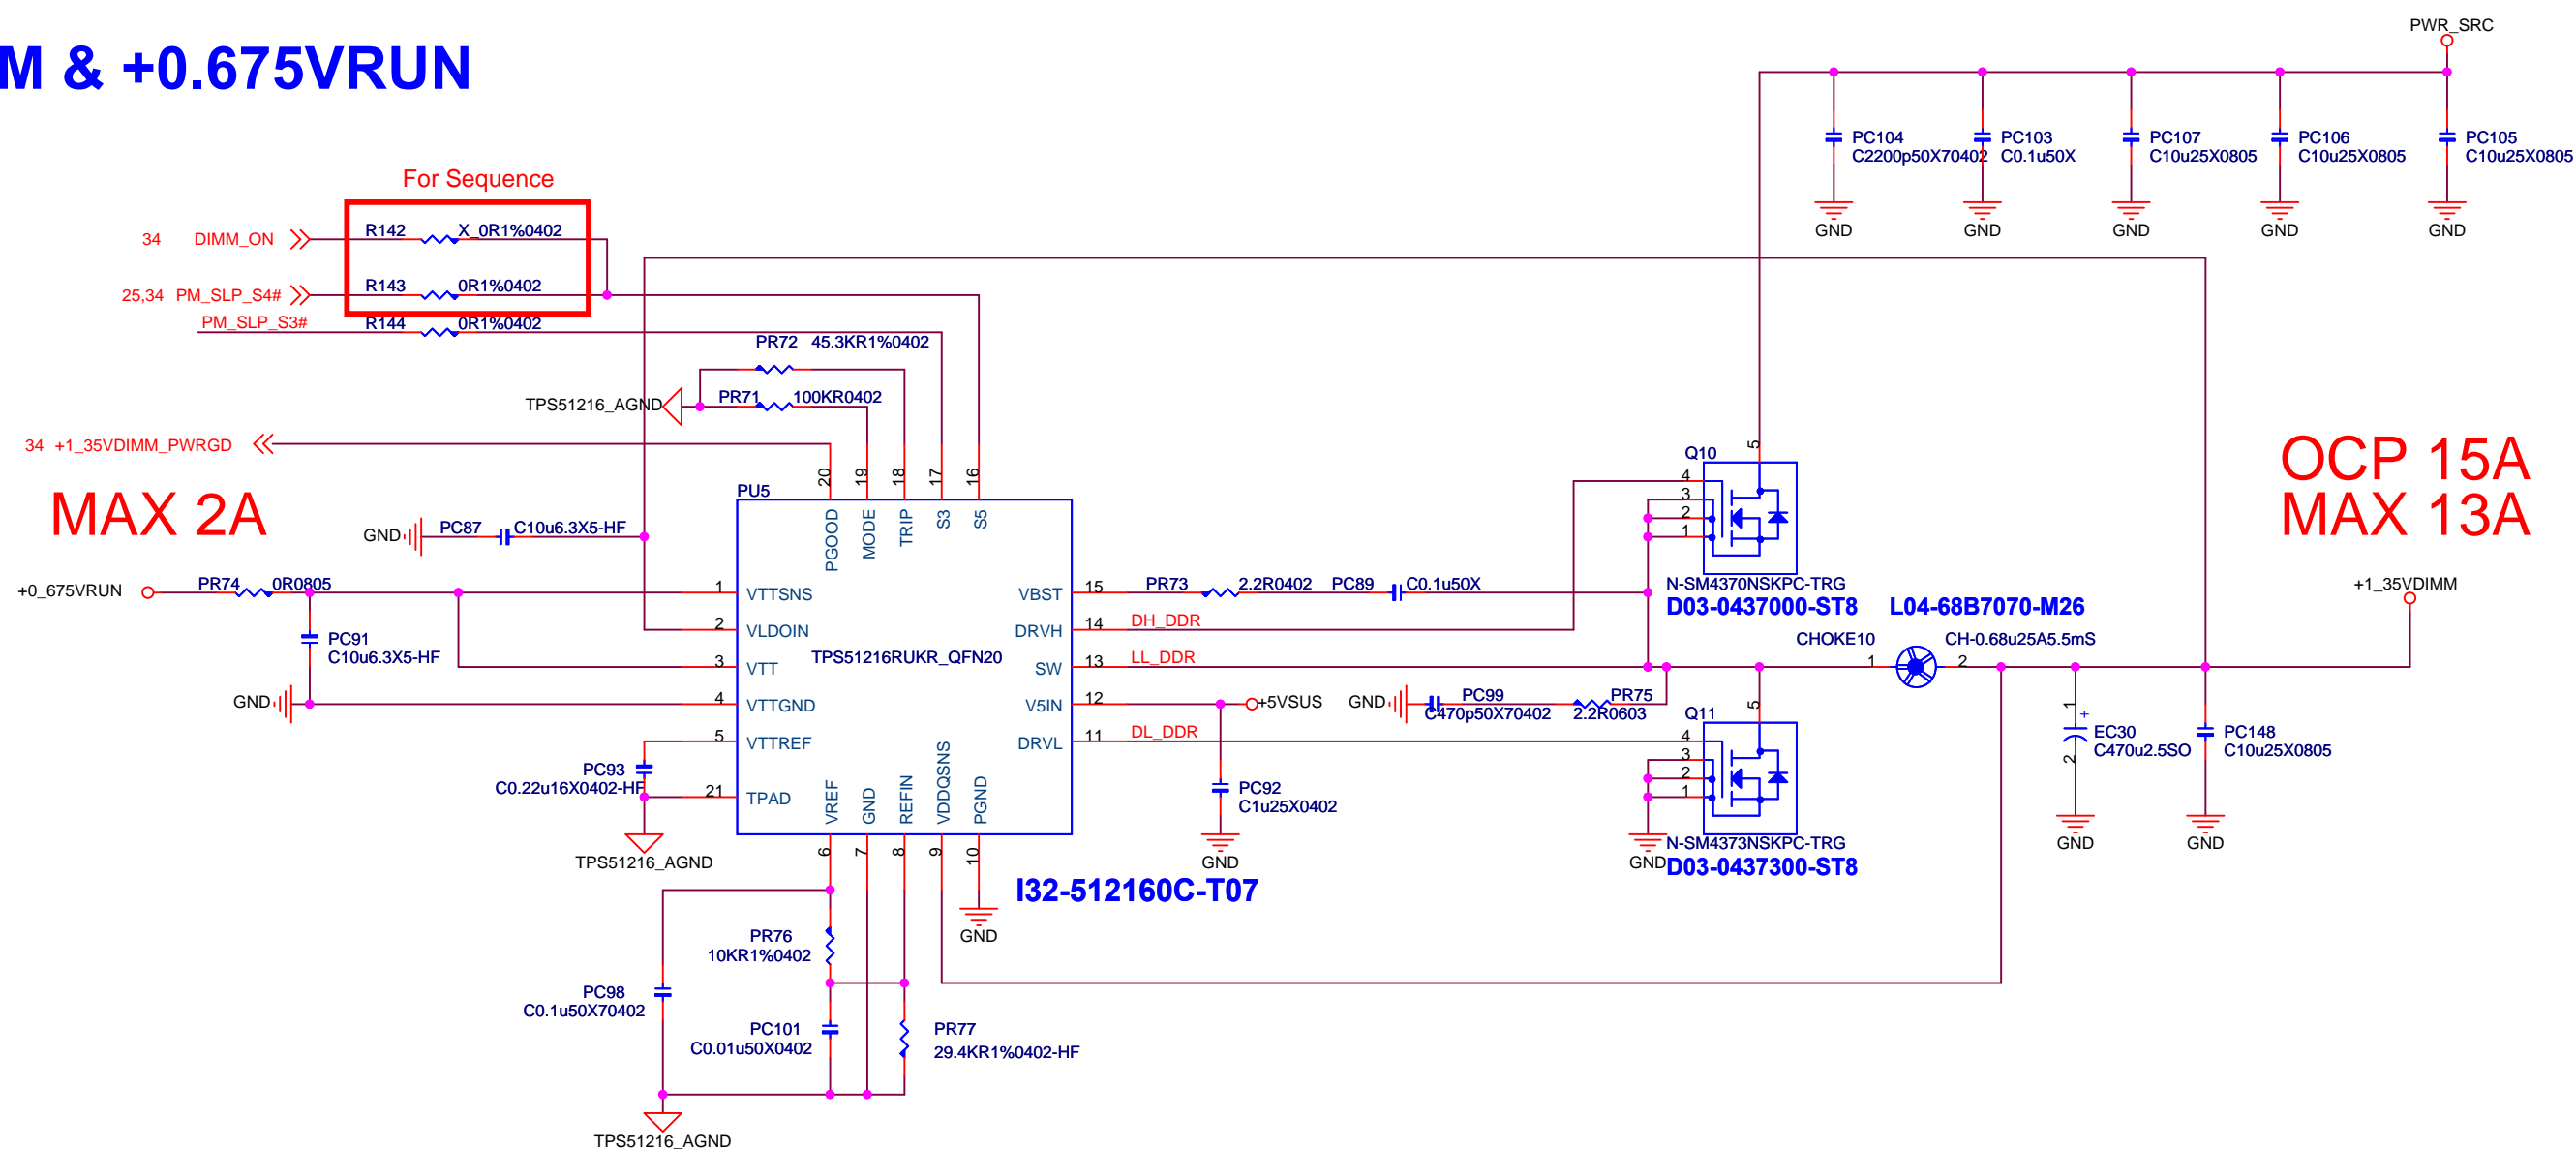 M & +0.675VRUN
PWR_SRC
PC104
C2200p50X70402
PC103
C0.1u50X
PC107
C10u25X0805
PC106
C10u25X0805
PC105
C10u25X0805
GND
GND
GND
GND
GND
For Sequence
34 DIMM_ON
R142 X_0R1%0402
25,34 PM_SLP_S4#
R143 0R1%0402
PM_SLP_S3#
R144 0R1%0402
PR72 45.3KR1%0402
TPS51216_AGND
PR71 100KR0402
34 +1_35VDIMM_PWRGD
MAX 2A
OCP 15A
MAX 13A
GND
PC87 C10u6.3X5-HF
PU5
20
19
18
17
16
PGOOD
MODE
TRIP
S3
S5
+0_675VRUN
PR74 0R0805
PC91
C10u6.3X5-HF
GND
1 VTTSNS
2 VLDOIN
3 VTT
4 VTTGND
5 VTTREF
21 TPAD
TPS51216RUKR_QFN20
VBST 15
DRVH 14
SW 13
V5IN 12
DRVL 11
VREF
GND
REFIN
VDDQSNS
PGND
6
7
8
9
10
PC93
C0.22u16X0402-HF
TPS51216_AGND
PR73 2.2R0402
PC89 C0.1u50X
DH_DDR
LL_DDR
DL_DDR
+5VSUS
PC92
C1u25X0402
GND
GND
PC99
C470p50X70402
PR75
2.2R0603
Q10
5
4
3
2
1
N-SM4370NSKPC-TRG
D03-0437000-ST8
Q11
5
4
3
2
1
GND
N-SM4373NSKPC-TRG
D03-0437300-ST8
L04-68B7070-M26
CHOKE10 CH-0.68u25A5.5mS
1 2
+1_35VDIMM
1
+
2
EC30
C470u2.5SO
GND
PC148
C10u25X0805
GND
I32-512160C-T07
GND
PR76
10KR1%0402
PC98
C0.1u50X70402
PC101
C0.01u50X0402
PR77
29.4KR1%0402-HF
TPS51216_AGND